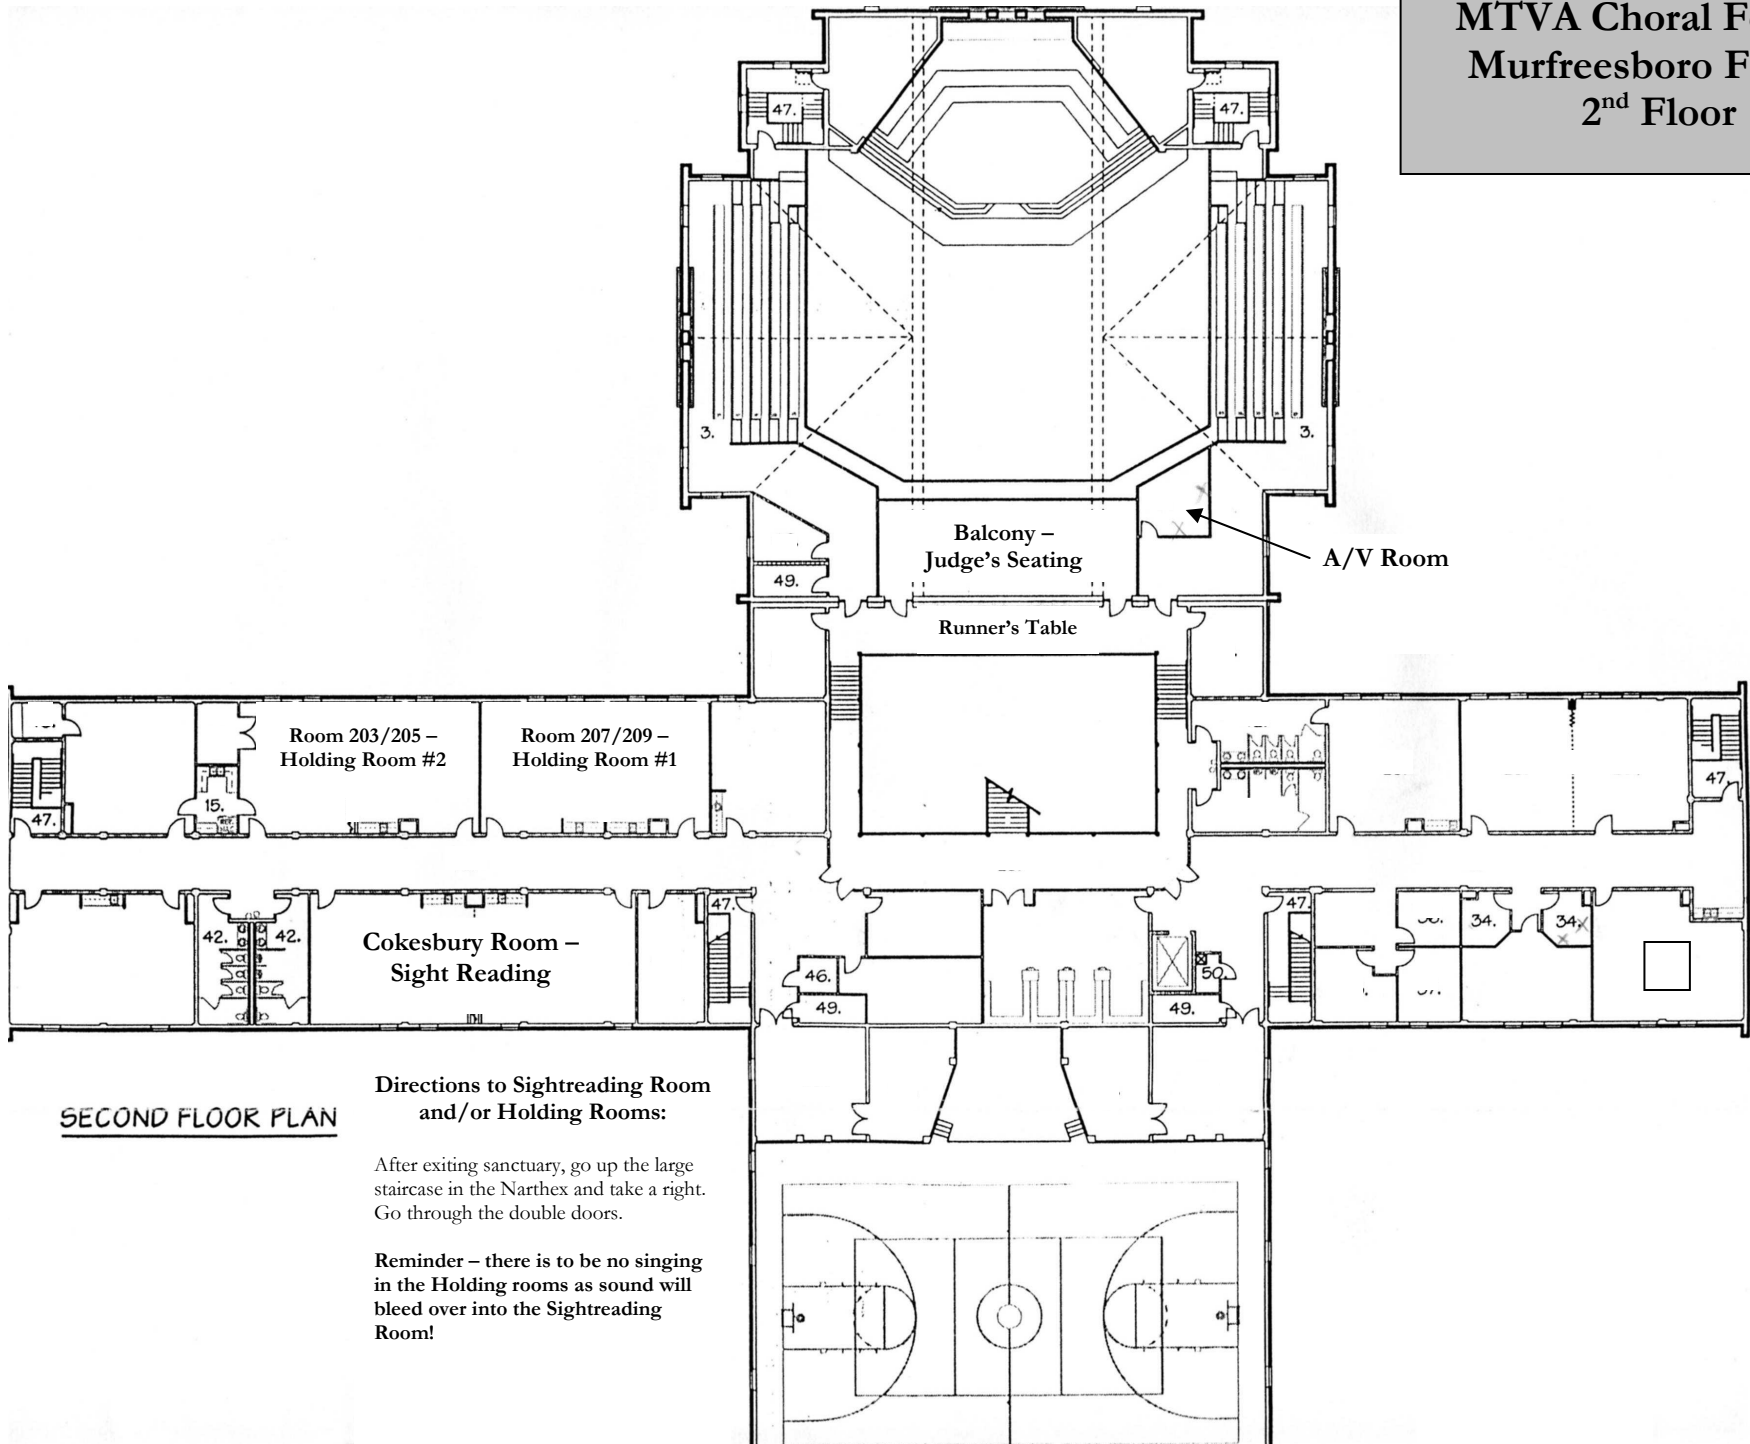 MTVA Choral F
Murfreesboro F
2nd Floor
47.
47.
3.
3.
Balcony –
Judge's Seating
A/V Room
49.
Runner's Table
Room 203/205 –
Holding Room #2
Room 207/209 –
Holding Room #1
15.
47.
47.
42.
42.
Cokesbury Room –
Sight Reading
47.
46.
49.
50.
49.
47.
34.
34.
SECOND FLOOR PLAN
Directions to Sightreading Room
and/or Holding Rooms:
After exiting sanctuary, go up the large
staircase in the Narthex and take a right.
Go through the double doors.
Reminder – there is to be no singing
in the Holding rooms as sound will
bleed over into the Sightreading
Room!